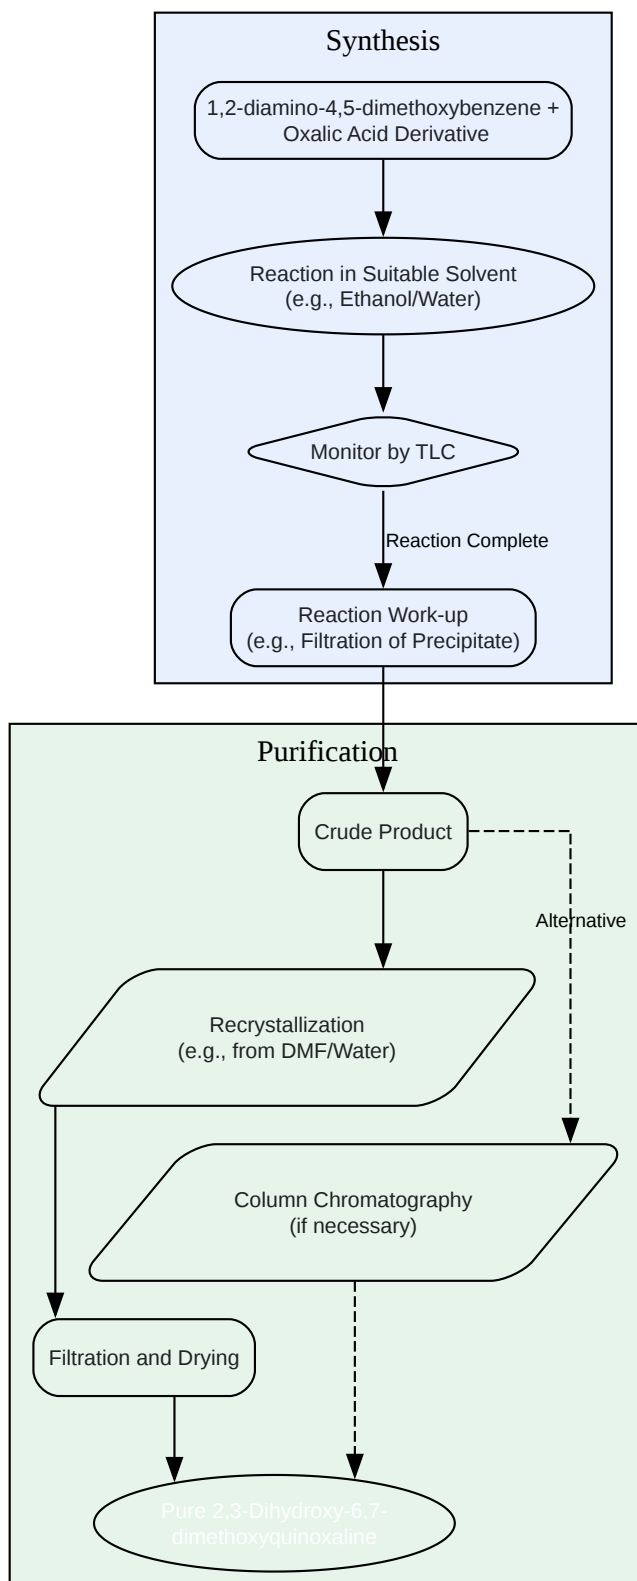 Synthesis
1,2-diamino-4,5-dimethoxybenzene +
Oxalic Acid Derivative
Reaction in Suitable Solvent
(e.g., Ethanol/Water)
Monitor by TLC
Reaction Complete
Reaction Work-up
(e.g., Filtration of Precipitate)
Purification
Crude Product
Alternative
Recrystallization
(e.g., from DMF/Water)
Column Chromatography
(if necessary)
Filtration and Drying
Pure 2,3-Dihydroxy-6,7-
dimethoxyquinoxaline